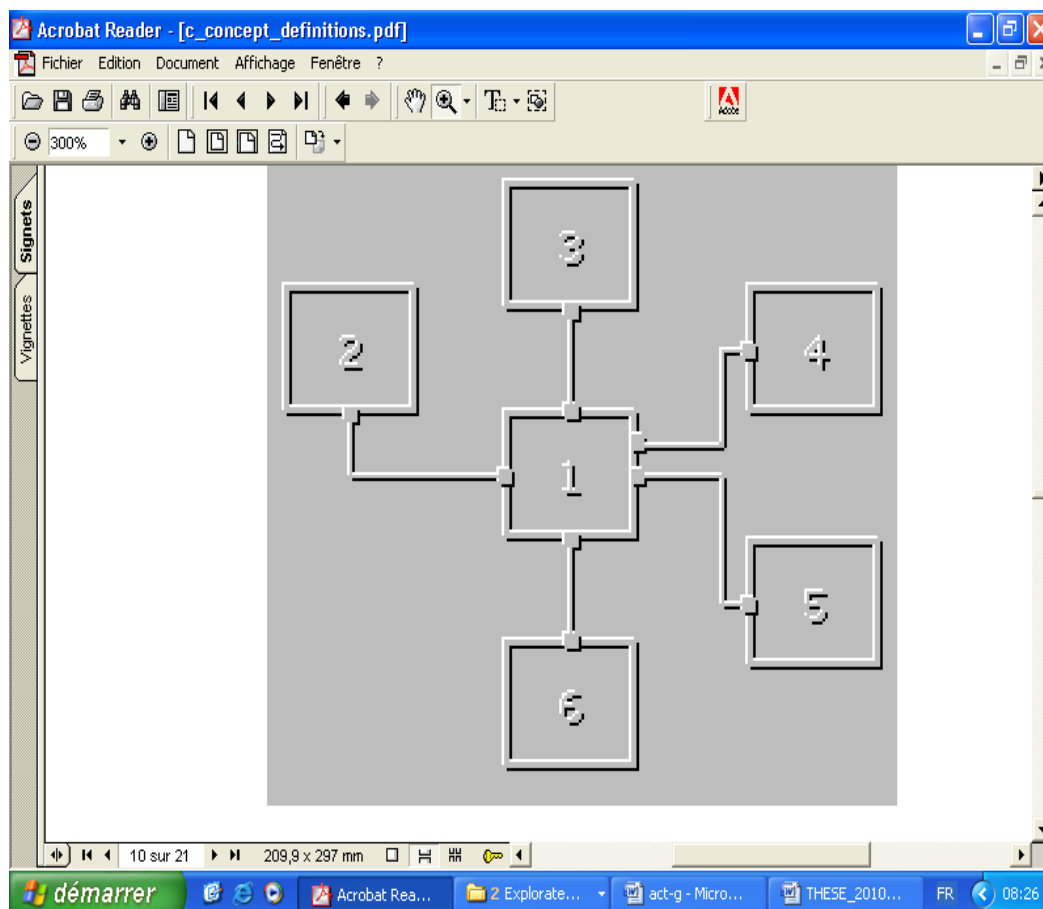 Acrobat Reader - [c_concept_definitions.pdf]
Fichier Edition Document Affichage Fenêtre ?
Adobe
300%
Signets
Vignettes
3
2
4
1
5
6
10 sur 21 209,9 x 297 mm
démarrer Acrobat Rea... 2 Explorate... act-g - Micro... THESE_2010... FR 08:26